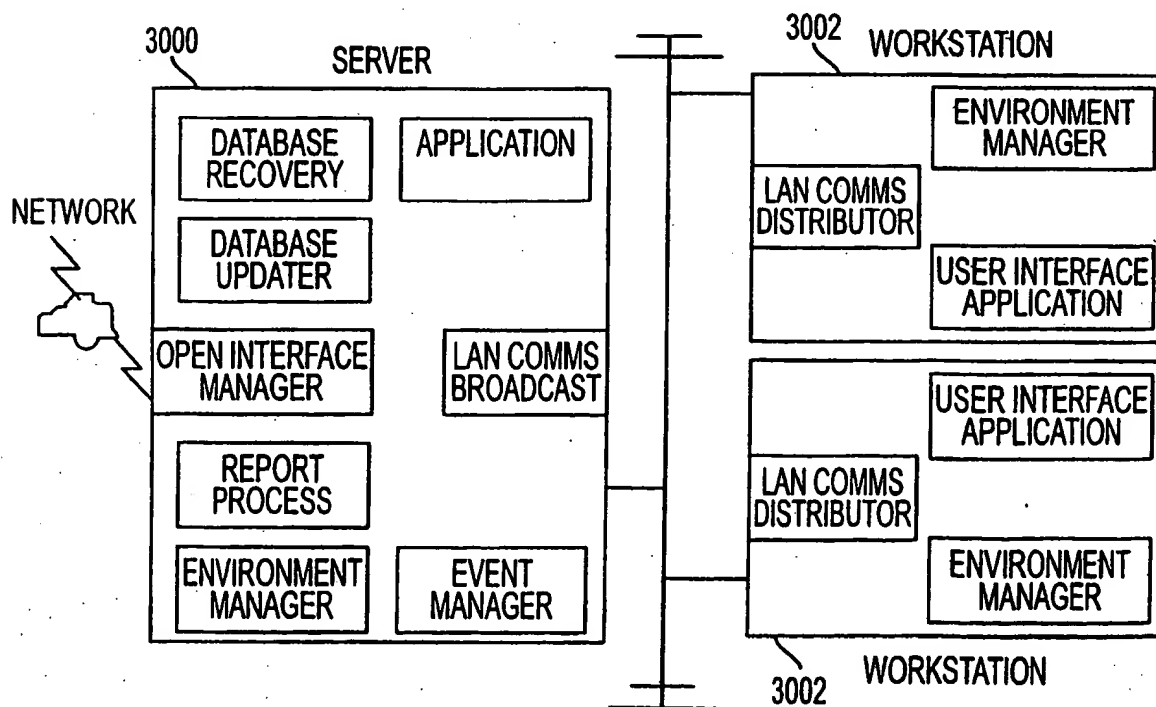 3000
SERVER
DATABASE
RECOVERY
APPLICATION
NETWORK
DATABASE
UPDATER
OPEN INTERFACE
MANAGER
LAN COMMS
BROADCAST
REPORT
PROCESS
ENVIRONMENT
MANAGER
EVENT
MANAGER
3002
WORKSTATION
ENVIRONMENT
MANAGER
LAN COMMS
DISTRIBUTOR
USER INTERFACE
APPLICATION
USER INTERFACE
APPLICATION
LAN COMMS
DISTRIBUTOR
ENVIRONMENT
MANAGER
3002
WORKSTATION